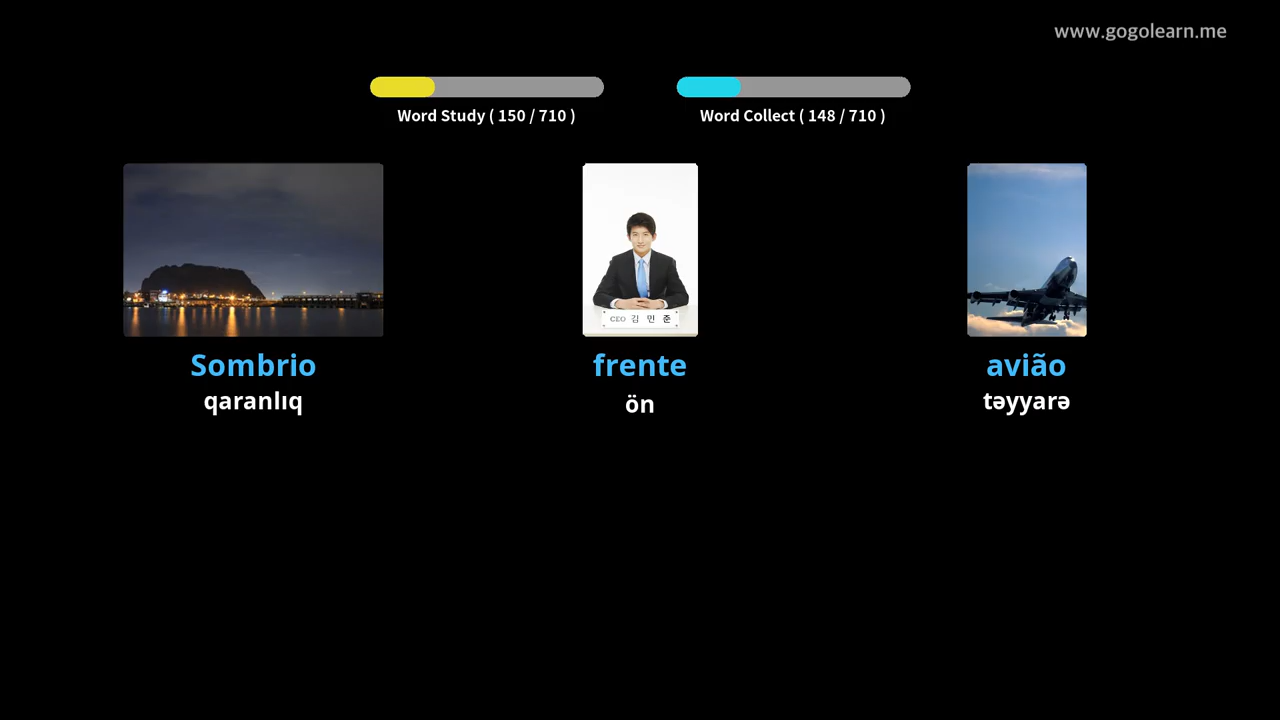 www.gogolearn.me
Word Study ( 150 / 710 )
Word Collect ( 148 / 710 )
CEO 김 민 준
Sombrio
qaranlıq
frente
ön
avião
təyyarə